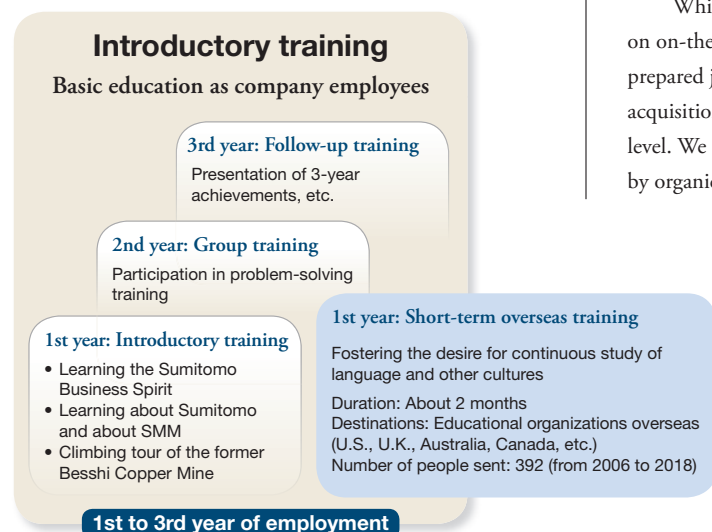 Introductory training
Basic education as company employees
3rd year: Follow-up training
Presentation of 3-year
achievements, etc.
2nd year: Group training
Participation in problem-solving
training
1st year: Introductory training
• Learning the Sumitomo
Business Spirit
• Learning about Sumitomo
and about SMM
• Climbing tour of the former
Besshi Copper Mine
1st year: Short-term overseas training
Fostering the desire for continuous study of
language and other cultures
Duration: About 2 months
Destinations: Educational organizations overseas
(U.S., U.K., Australia, Canada, etc.)
Number of people sent: 392 (from 2006 to 2018)
1st to 3rd year of employment
on on-the
prepared
acquisitio
level. We
by